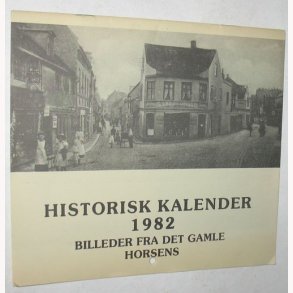 HISTORISK KALENDER
1982
BILLEDER FRA DET GAMLE
HORSENS